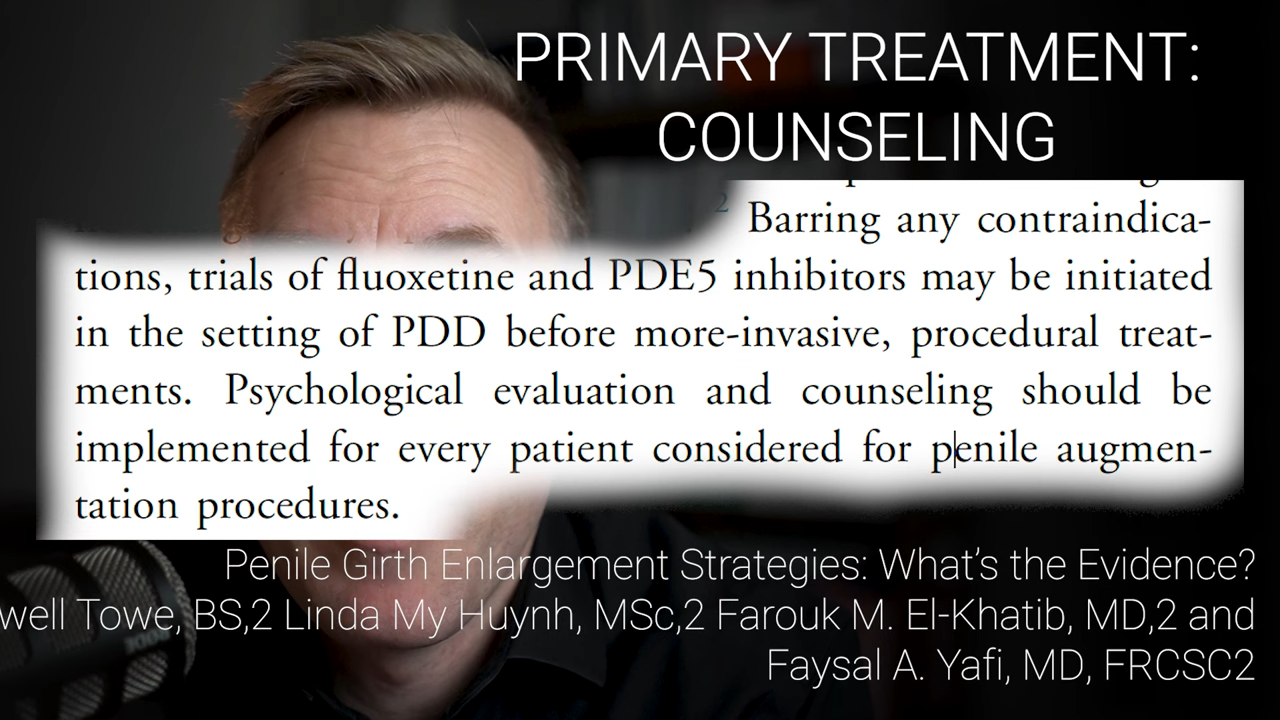 PRIMARY TREATMENT:
COUNSELING
2 Barring any contraindica-
tions, trials of fluoxetine and PDE5 inhibitors may be initiated
in the setting of PDD before more-invasive, procedural treat-
ments. Psychological evaluation and counseling should be
implemented for every patient considered for penile augmen-
tation procedures.
Penile Girth Enlargement Strategies: What's the Evidence?
well Towe, BS,2 Linda My Huynh, MSc,2 Farouk M. El-Khatib, MD,2 and
Faysal A. Yafi, MD, FRCSC2